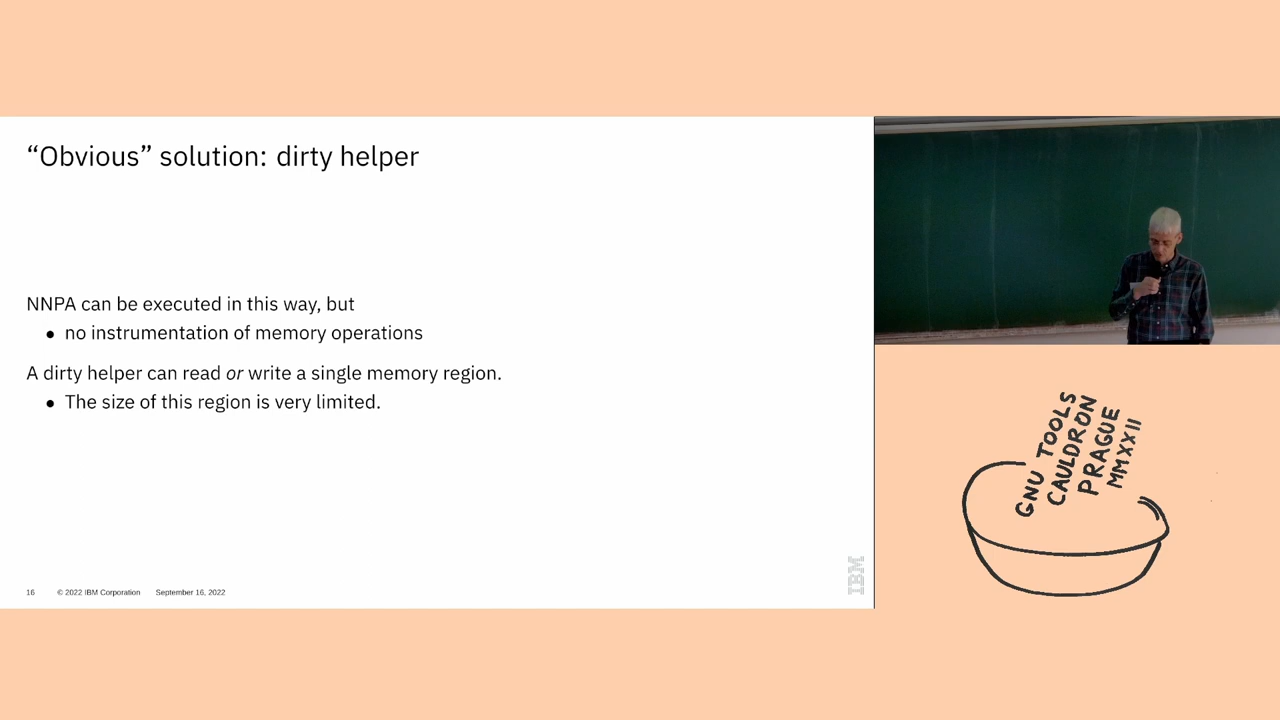 “Obvious” solution: dirty helper
NNPA can be executed in this way, but
● no instrumentation of memory operations
A dirty helper can read or write a single memory region.
● The size of this region is very limited.
16 © 2022 IBM Corporation September 16, 2022
IBM
GNU TOOLS
CAULDRON
PRAGUE
MMXXII